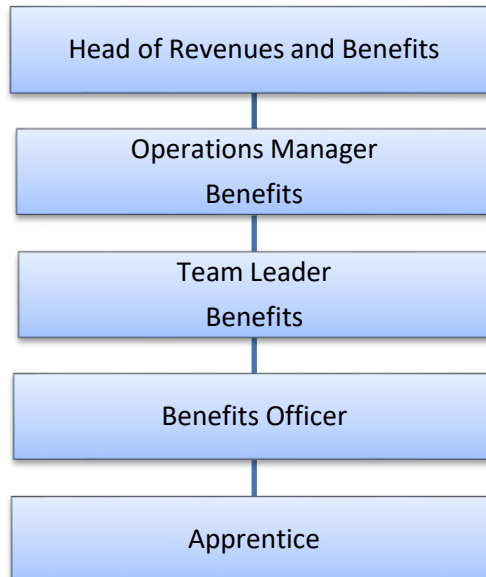 Head of Revenues and Benefits
Operations Manager
Benefits
Team Leader
Benefits
Benefits Officer
Apprentice